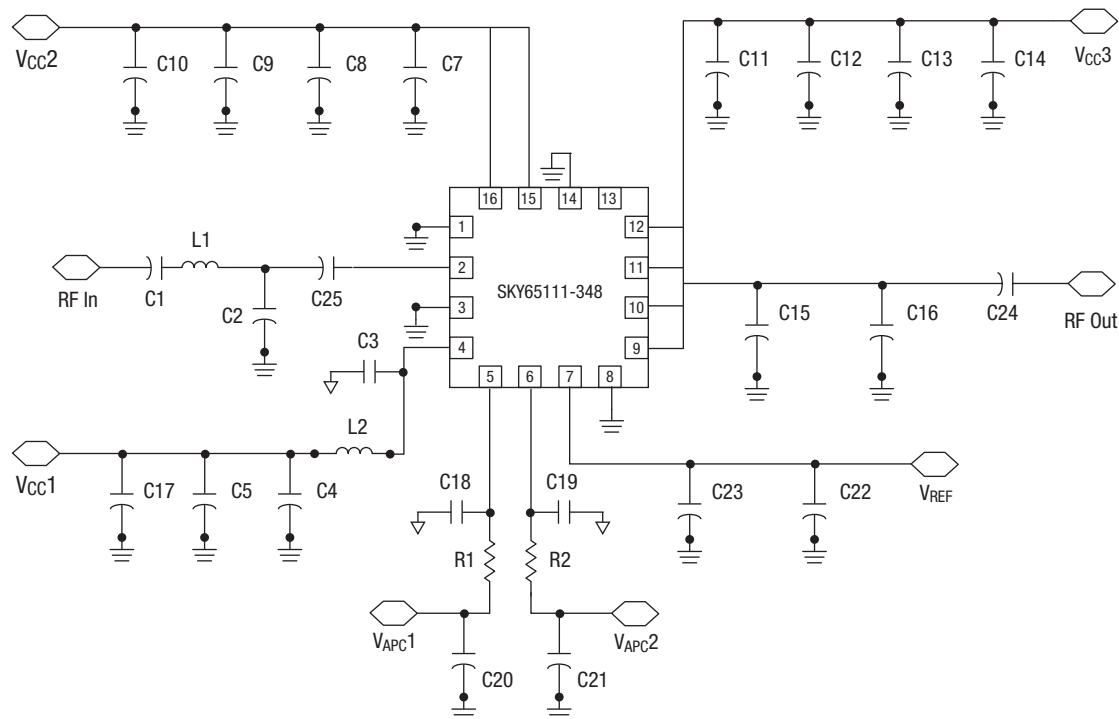 VCC2
C10
C9
C8
C7
C11
C12
C13
C14
VCC3
16
15
14
13
1
2
3
4
12
11
10
9
5
6
7
8
SKY65111-348
RF In
C1
L1
C2
C25
C3
L2
C15
C16
C24
RF Out
VCC1
C17
C5
C4
C18
C19
R1
R2
C23
C22
VREF
VAPC1
VAPC2
C20
C21